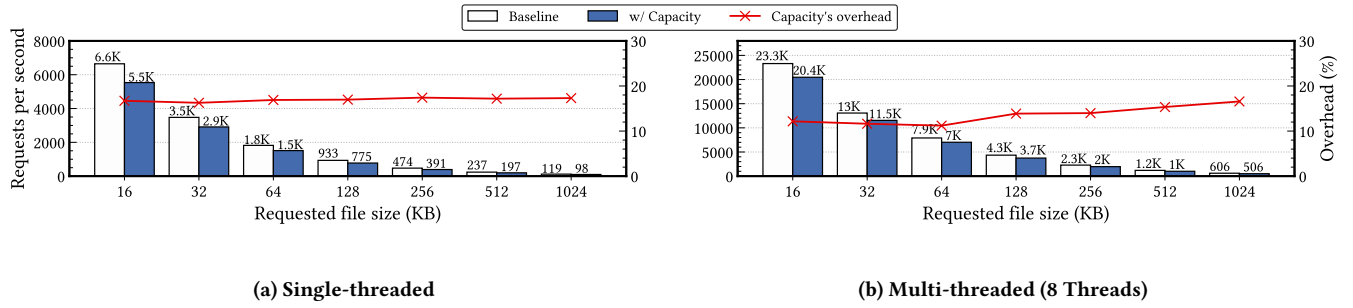 Baseline w/ Capacity Capacity's overhead
Requests per second
8000
6000
4000
2000
0
6.6K 5.5K 3.5K 2.9K 1.8K 1.5K 933 775 474 391 237 197 119 98
30
20
10
0
16 32 64 128 256 512 1024
Requested file size (KB)
(a) Single-threaded
25000
20000
15000
10000
5000
0
23.3K 20.4K 13K 11.5K 7.9K 7K 4.3K 3.7K 2.3K 2K 1.2K 1K 606 506
30
20
10
0
Overhead (%)
16 32 64 128 256 512 1024
Requested file size (KB)
(b) Multi-threaded (8 Threads)